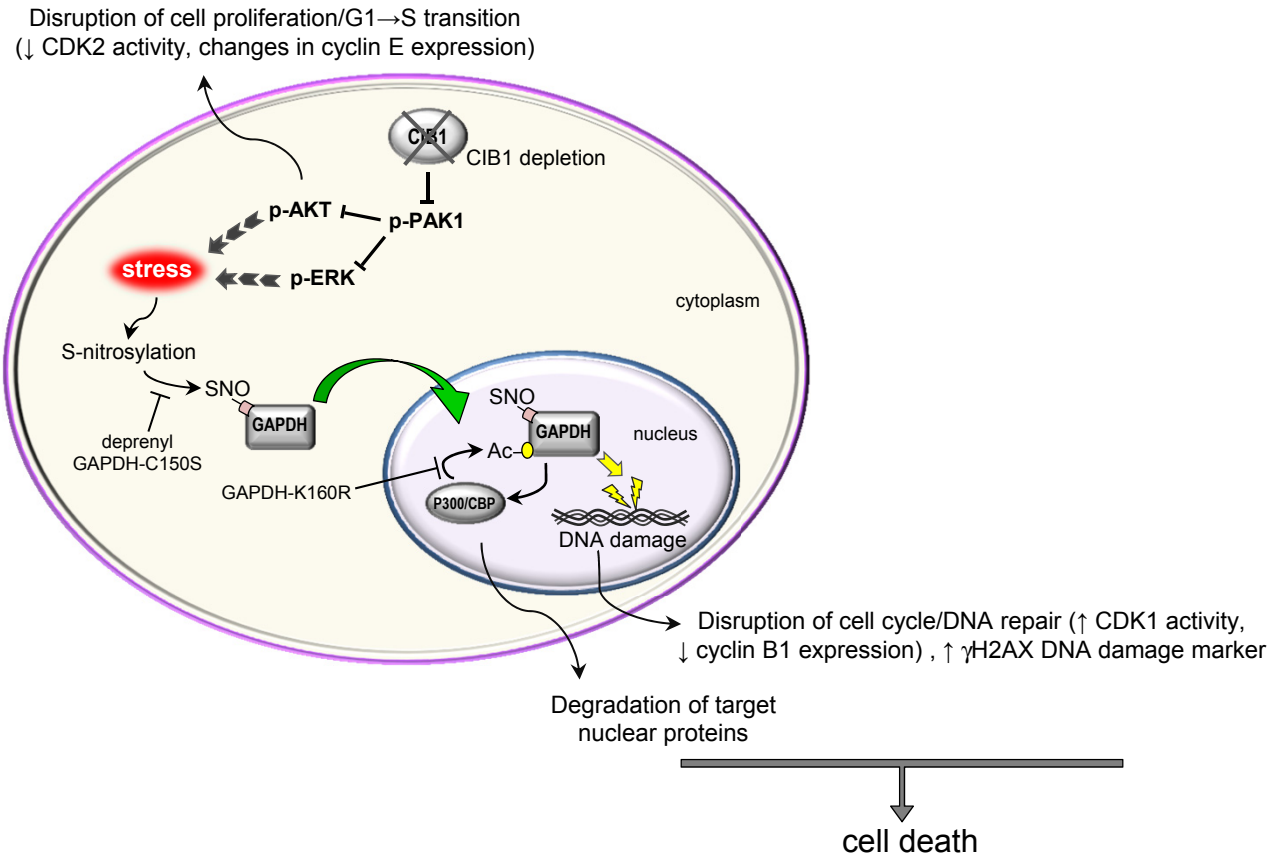 Disruption of cell proliferation/G1→S transition
(↓ CDK2 activity, changes in cyclin E expression)
CIB1
CIB1 depletion
p-AKT
p-PAK1
stress
p-ERK
cytoplasm
S-nitrosylation
SNO
GAPDH
deprenyl
GAPDH-C150S
SNO
GAPDH
nucleus
Ac
GAPDH-K160R
P300/CBP
DNA damage
Disruption of cell cycle/DNA repair (↑ CDK1 activity,
↓ cyclin B1 expression) , ↑ γH2AX DNA damage marker
Degradation of target
nuclear proteins
cell death